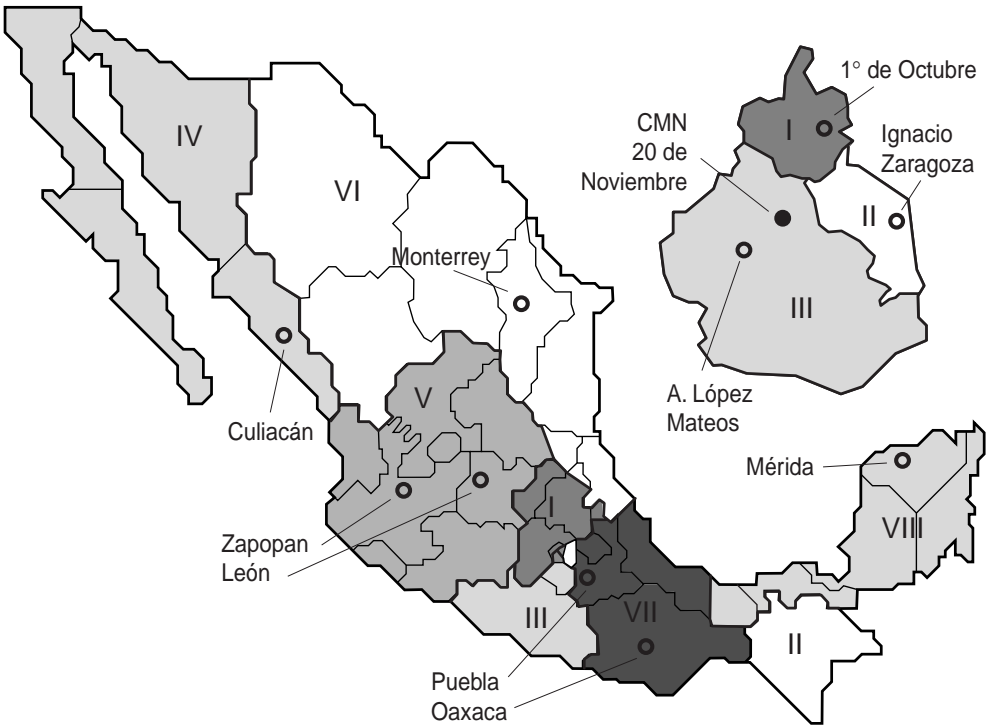 IV
VI
Monterrey
V
Culiacán
Zapopan
León
I
III
VII
Puebla
Oaxaca
II
VIII
Mérida
1° de Octubre
CMN
20 de
Noviembre
Ignacio
Zaragoza
I
II
III
A. López
Mateos